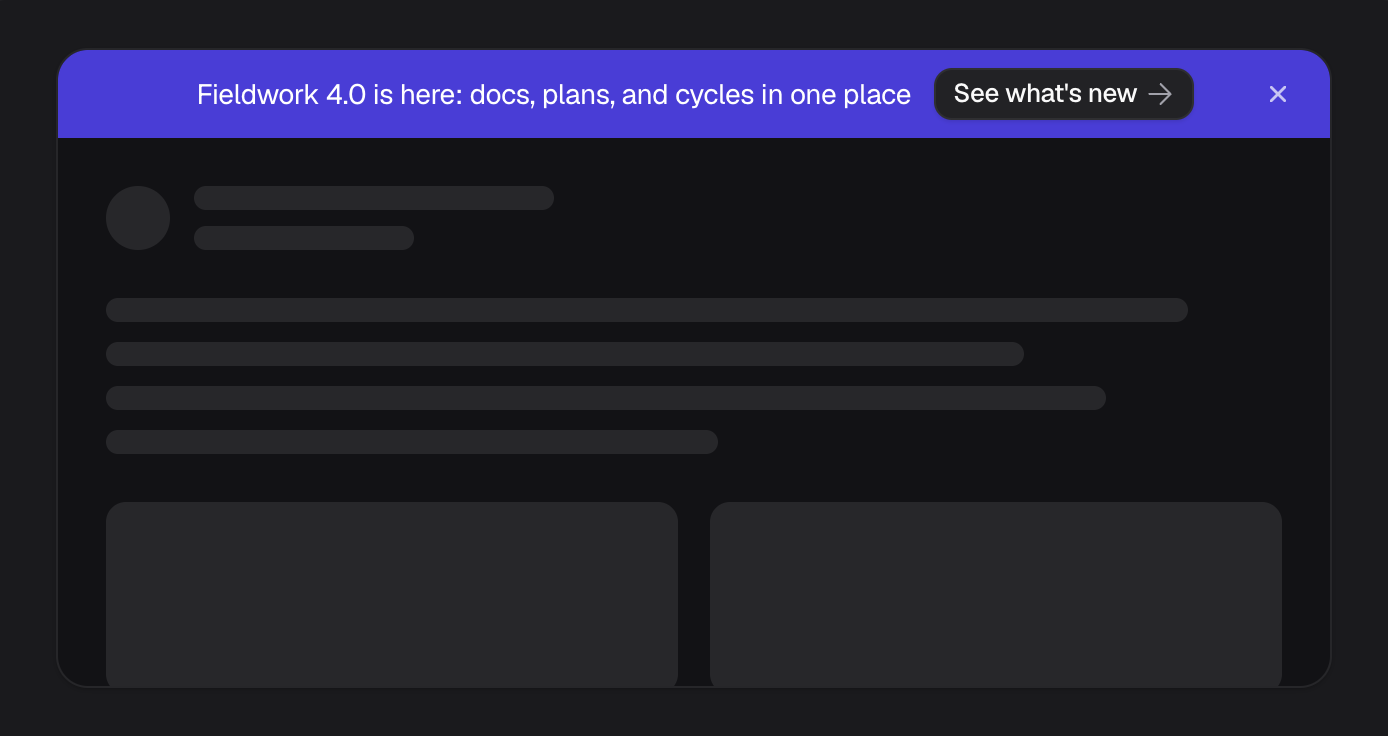 Fieldwork 4.0 is here: docs, plans, and cycles in one place
See what's new